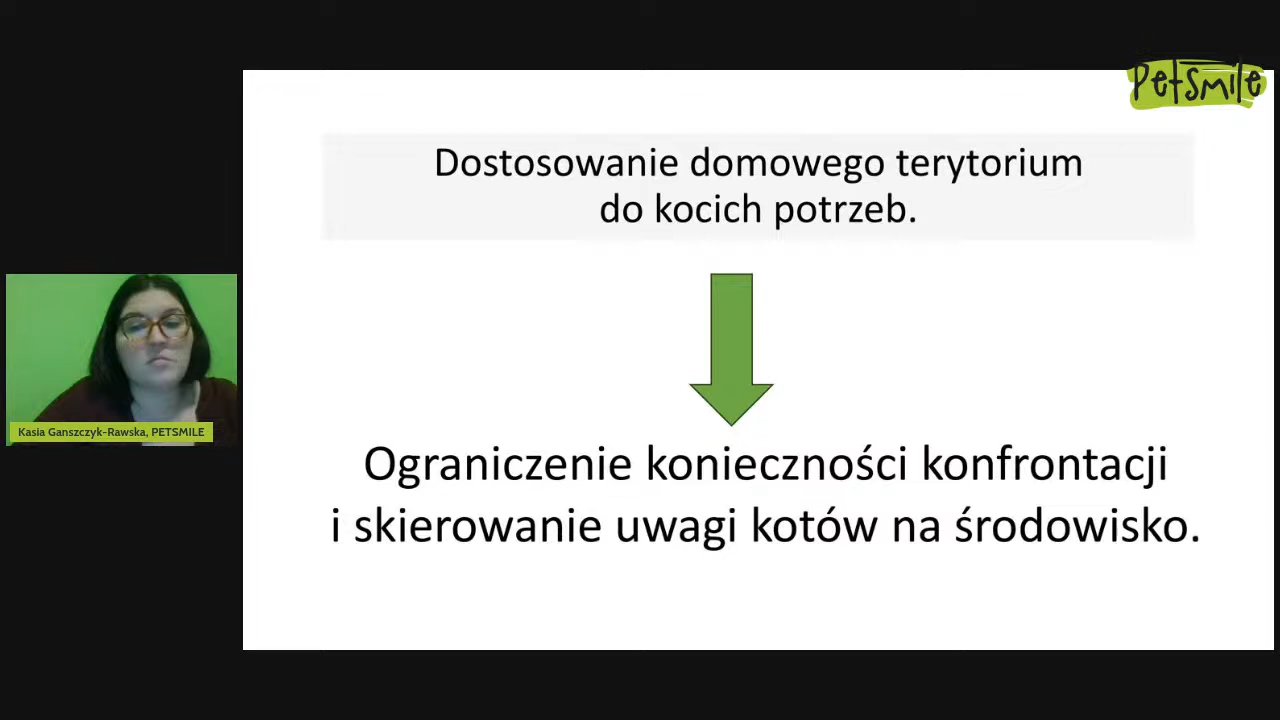 PetSmile
Dostosowanie domowego terytorium
do kocich potrzeb.
Kasia Ganszczyk-Rawska, PETSMILE
Ograniczenie konieczności konfrontacji
i skierowanie uwagi kotów na środowisko.